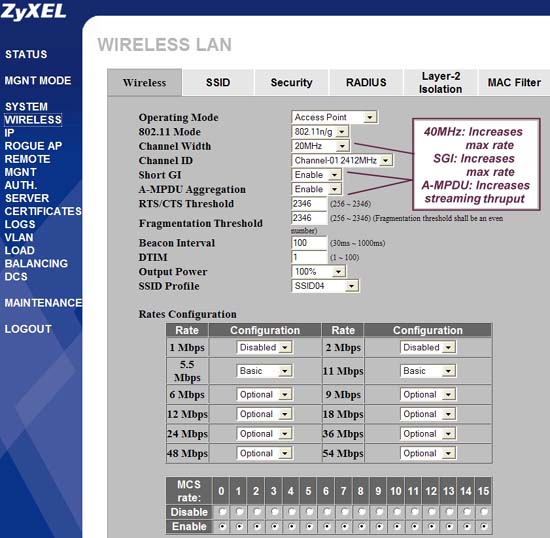 ZyXEL
STATUS
MGNT MODE
SYSTEM
WIRELESS
IP
ROGUE AP
REMOTE
MGNT
AUTH.
SERVER
CERTIFICATES
LOGS
VLAN
LOAD
BALANCING
DCS
MAINTENANCE
LOGOUT
WIRELESS LAN
Wireless SSID Security RADIUS Layer-2 Isolation MAC Filter
Operating Mode Access Point
802.11 Mode 802.11n/g
Channel Width 20MHz
Channel ID Channel-01 2412MHz
Short GI Enable
A-MPDU Aggregation Enable
RTS/CTS Threshold 2346 (256 ~ 2346)
Fragmentation Threshold 2346 (256 ~ 2346) (Fragmentation threshold shall be an even
number)
Beacon Interval 100 (30ms ~ 1000ms)
DTIM 1 (1 ~ 100)
Output Power 100%
SSID Profile SSID04
40MHz: Increases
max rate
SGI: Increases
max rate
A-MPDU: Increases
streaming thruput
Rates Configuration
Rate Configuration Rate Configuration
1 Mbps Disabled 2 Mbps Disabled
5.5 Mbps Basic 11 Mbps Basic
6 Mbps Optional 9 Mbps Optional
12 Mbps Optional 18 Mbps Optional
24 Mbps Optional 36 Mbps Optional
48 Mbps Optional 54 Mbps Optional
MCS rate: 0 1 2 3 4 5 6 7 8 9 10 11 12 13 14 15
Disable
Enable